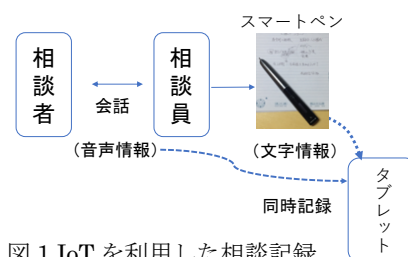 スマートペン
相談者
会話
相談員
(音声情報)
(文字情報)
同時記録
タブレット
図 1 IoT を利用した相談記録